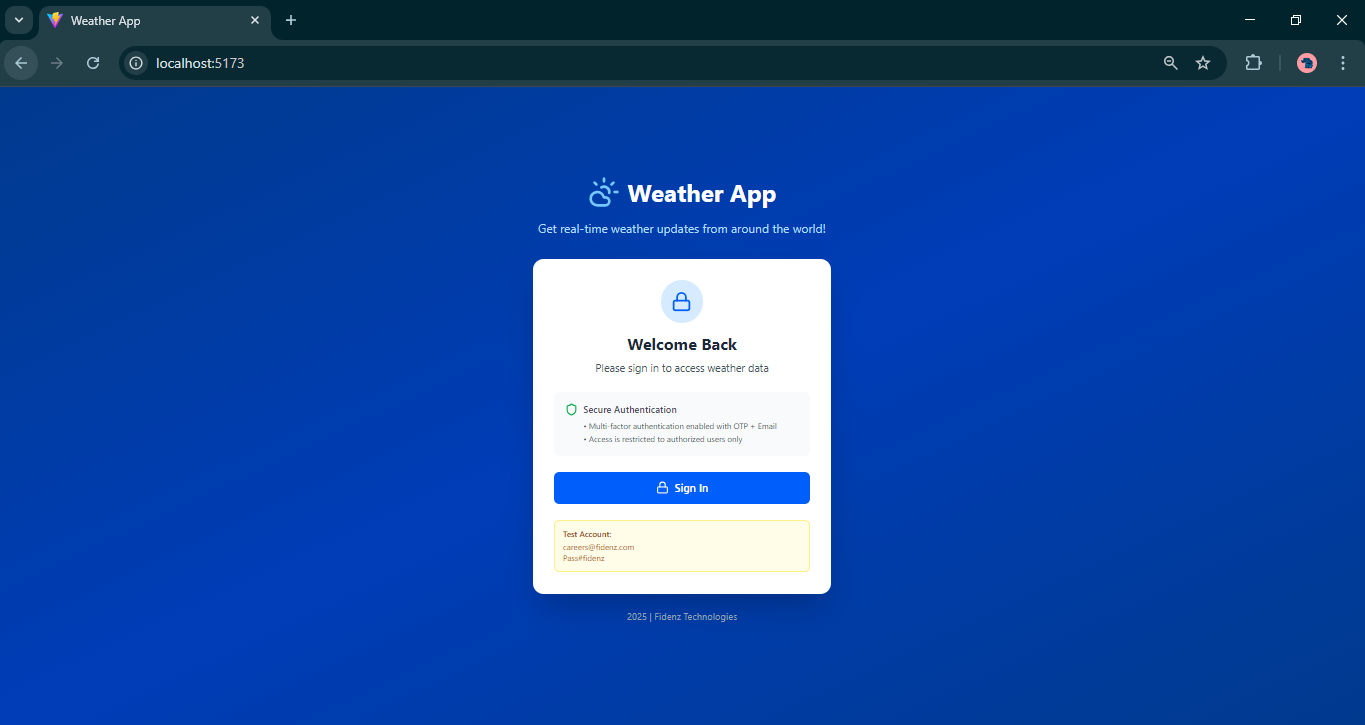 Weather App
localhost:5173
Weather App
Get real-time weather updates from around the world!
Welcome Back
Please sign in to access weather data
Secure Authentication
• Multi-factor authentication enabled with OTP + Email
• Access is restricted to authorized users only
Sign In
Test Account:
careers@fidenz.com
Pass#fidenz
2025 | Fidenz Technologies